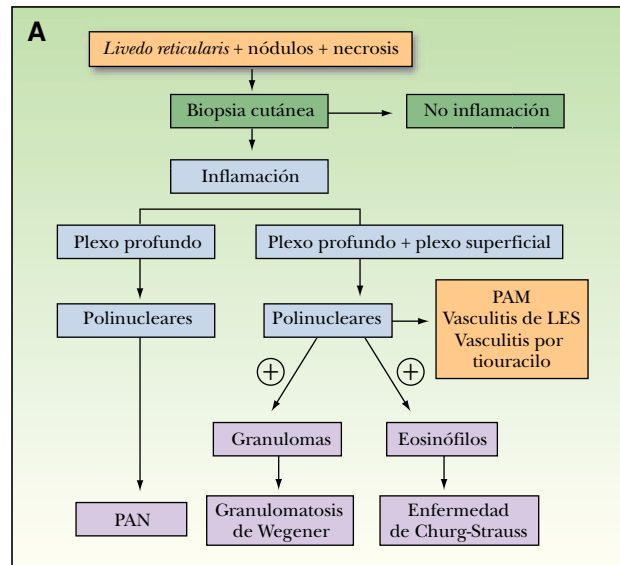 A
Livedo reticularis + nódulos + necrosis
Biopsia cutánea
No inflamación
Inflamación
Plexo profundo
Plexo profundo + plexo superficial
Polinucleares
Polinucleares
PAM
Vasculitis de LES
Vasculitis por
tiouracilo
+
+
Granulomas
Eosinófilos
PAN
Granulomatosis
de Wegener
Enfermedad
de Churg-Strauss